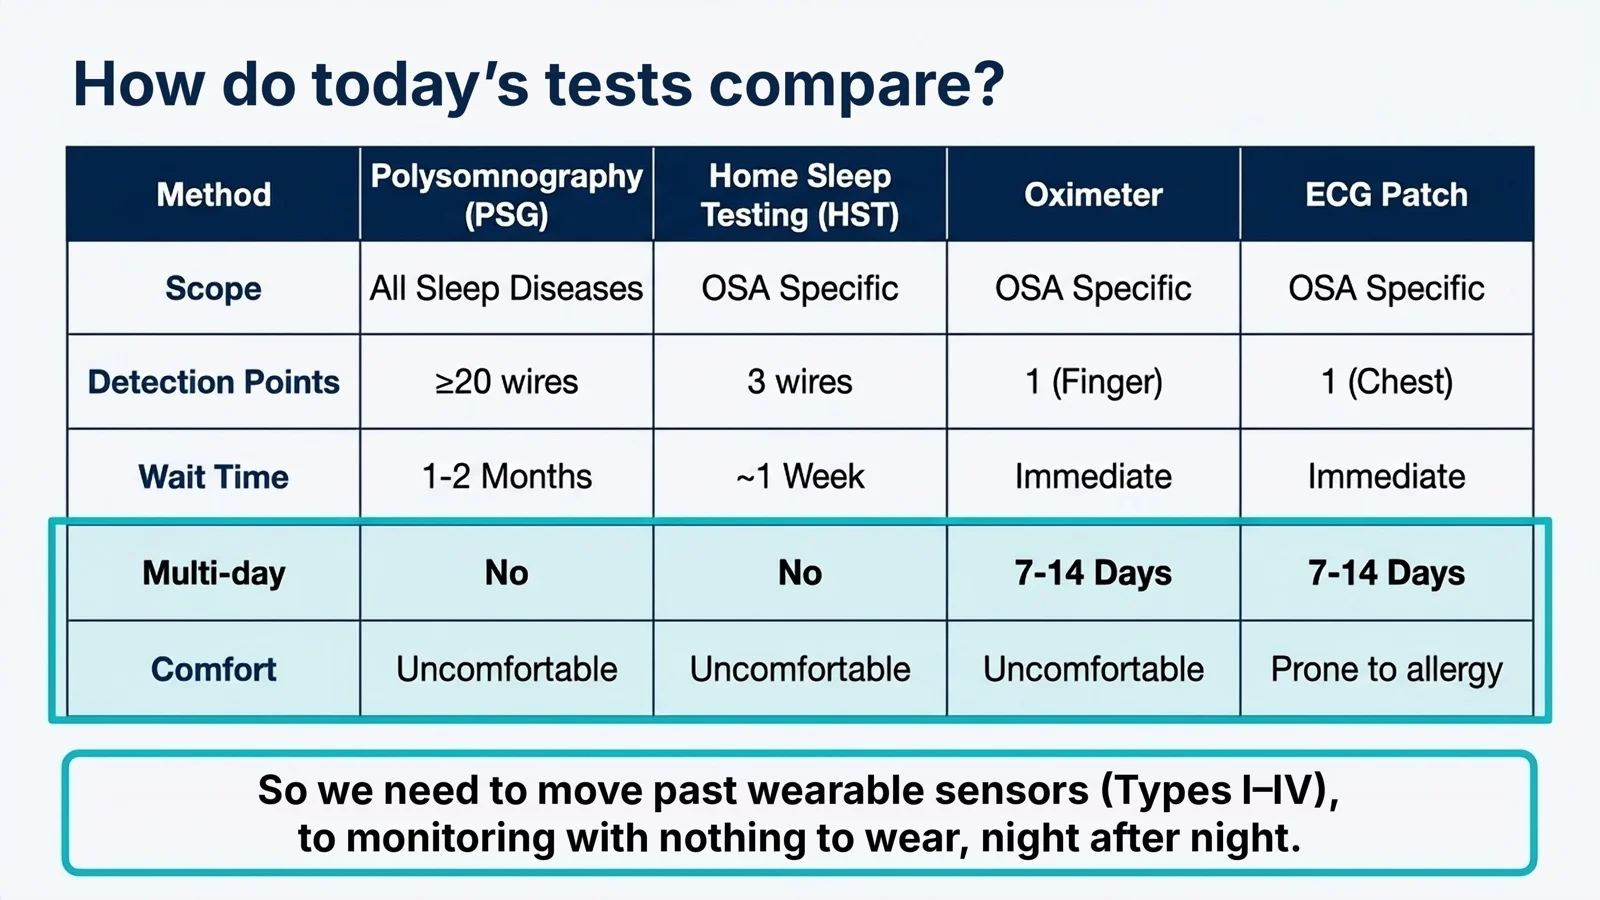 How do today’s tests compare?
Method
Polysomnography
(PSG)
Home Sleep
Testing (HST)
Oximeter
ECG Patch
Scope
All Sleep Diseases
OSA Specific
OSA Specific
OSA Specific
Detection Points
≥20 wires
3 wires
1 (Finger)
1 (Chest)
Wait Time
1-2 Months
~1 Week
Immediate
Immediate
Multi-day
No
No
7-14 Days
7-14 Days
Comfort
Uncomfortable
Uncomfortable
Uncomfortable
Prone to allergy
So we need to move past wearable sensors (Types I–IV),
to monitoring with nothing to wear, night after night.